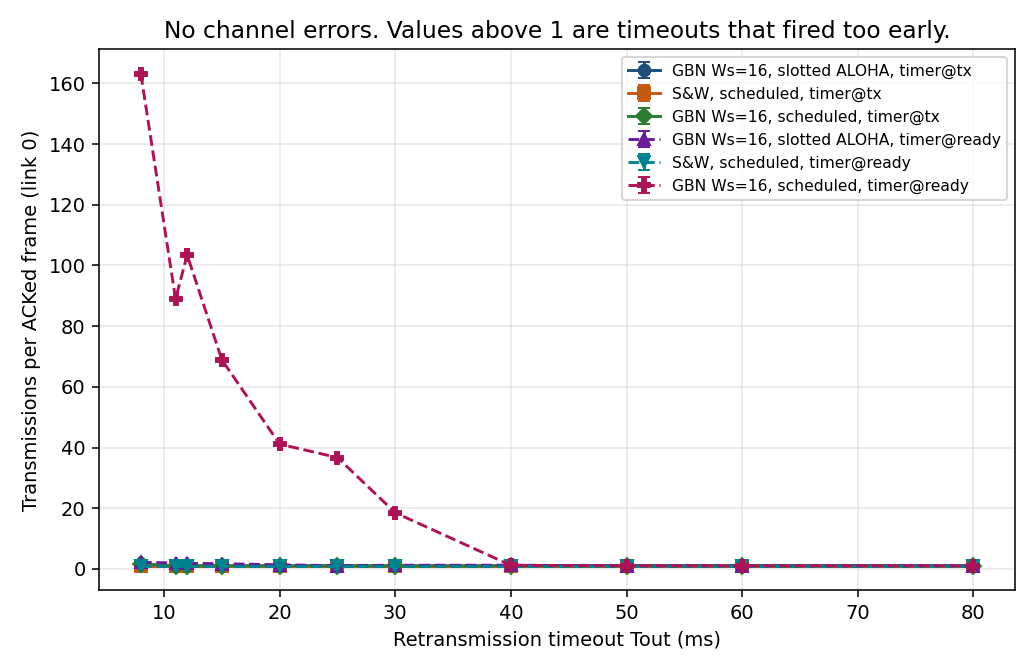 No channel errors. Values above 1 are timeouts that fired too early.
GBN Ws=16, slotted ALOHA, timer@tx
S&W, scheduled, timer@tx
GBN Ws=16, scheduled, timer@tx
GBN Ws=16, slotted ALOHA, timer@ready
S&W, scheduled, timer@ready
GBN Ws=16, scheduled, timer@ready
Transmissions per ACKed frame (link 0)
160
140
120
100
80
60
40
20
0
10 20 30 40 50 60 70 80
Retransmission timeout Tout (ms)